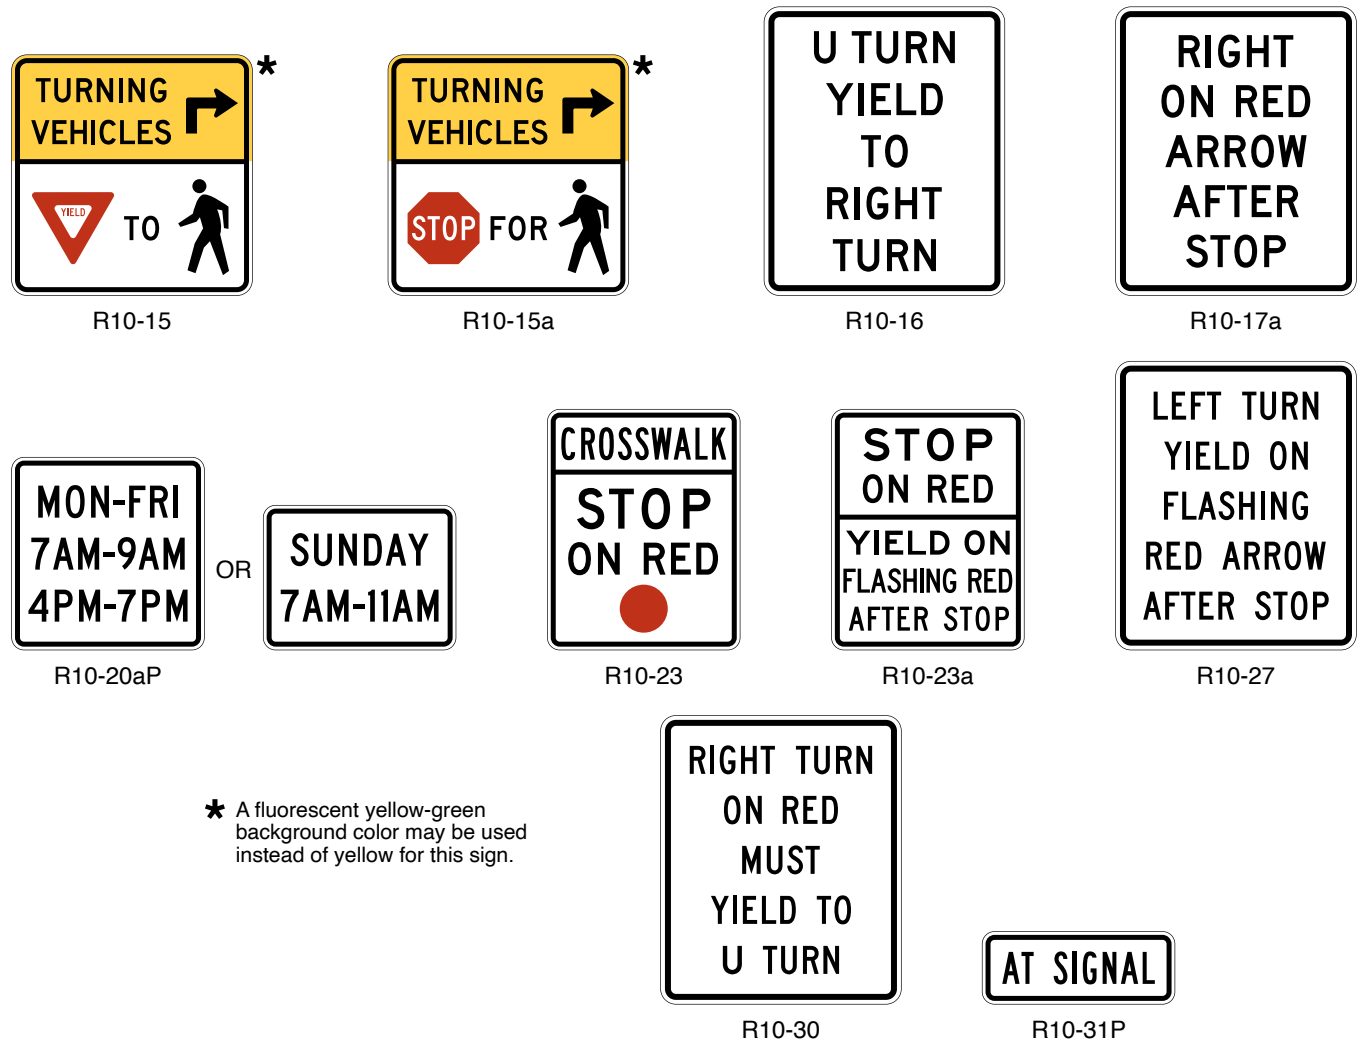 TURNING
VEHICLES
YIELD
TO
*
R10-15
TURNING
VEHICLES
STOP FOR
*
R10-15a
U TURN
YIELD
TO
RIGHT
TURN
R10-16
RIGHT
ON RED
ARROW
AFTER
STOP
R10-17a
MON-FRI
7AM-9AM
4PM-7PM
OR
SUNDAY
7AM-11AM
R10-20aP
CROSSWALK
STOP
ON RED
R10-23
STOP
ON RED
YIELD ON
FLASHING RED
AFTER STOP
R10-23a
LEFT TURN
YIELD ON
FLASHING
RED ARROW
AFTER STOP
R10-27
* A fluorescent yellow-green
background color may be used
instead of yellow for this sign.
RIGHT TURN
ON RED
MUST
YIELD TO
U TURN
R10-30
AT SIGNAL
R10-31P